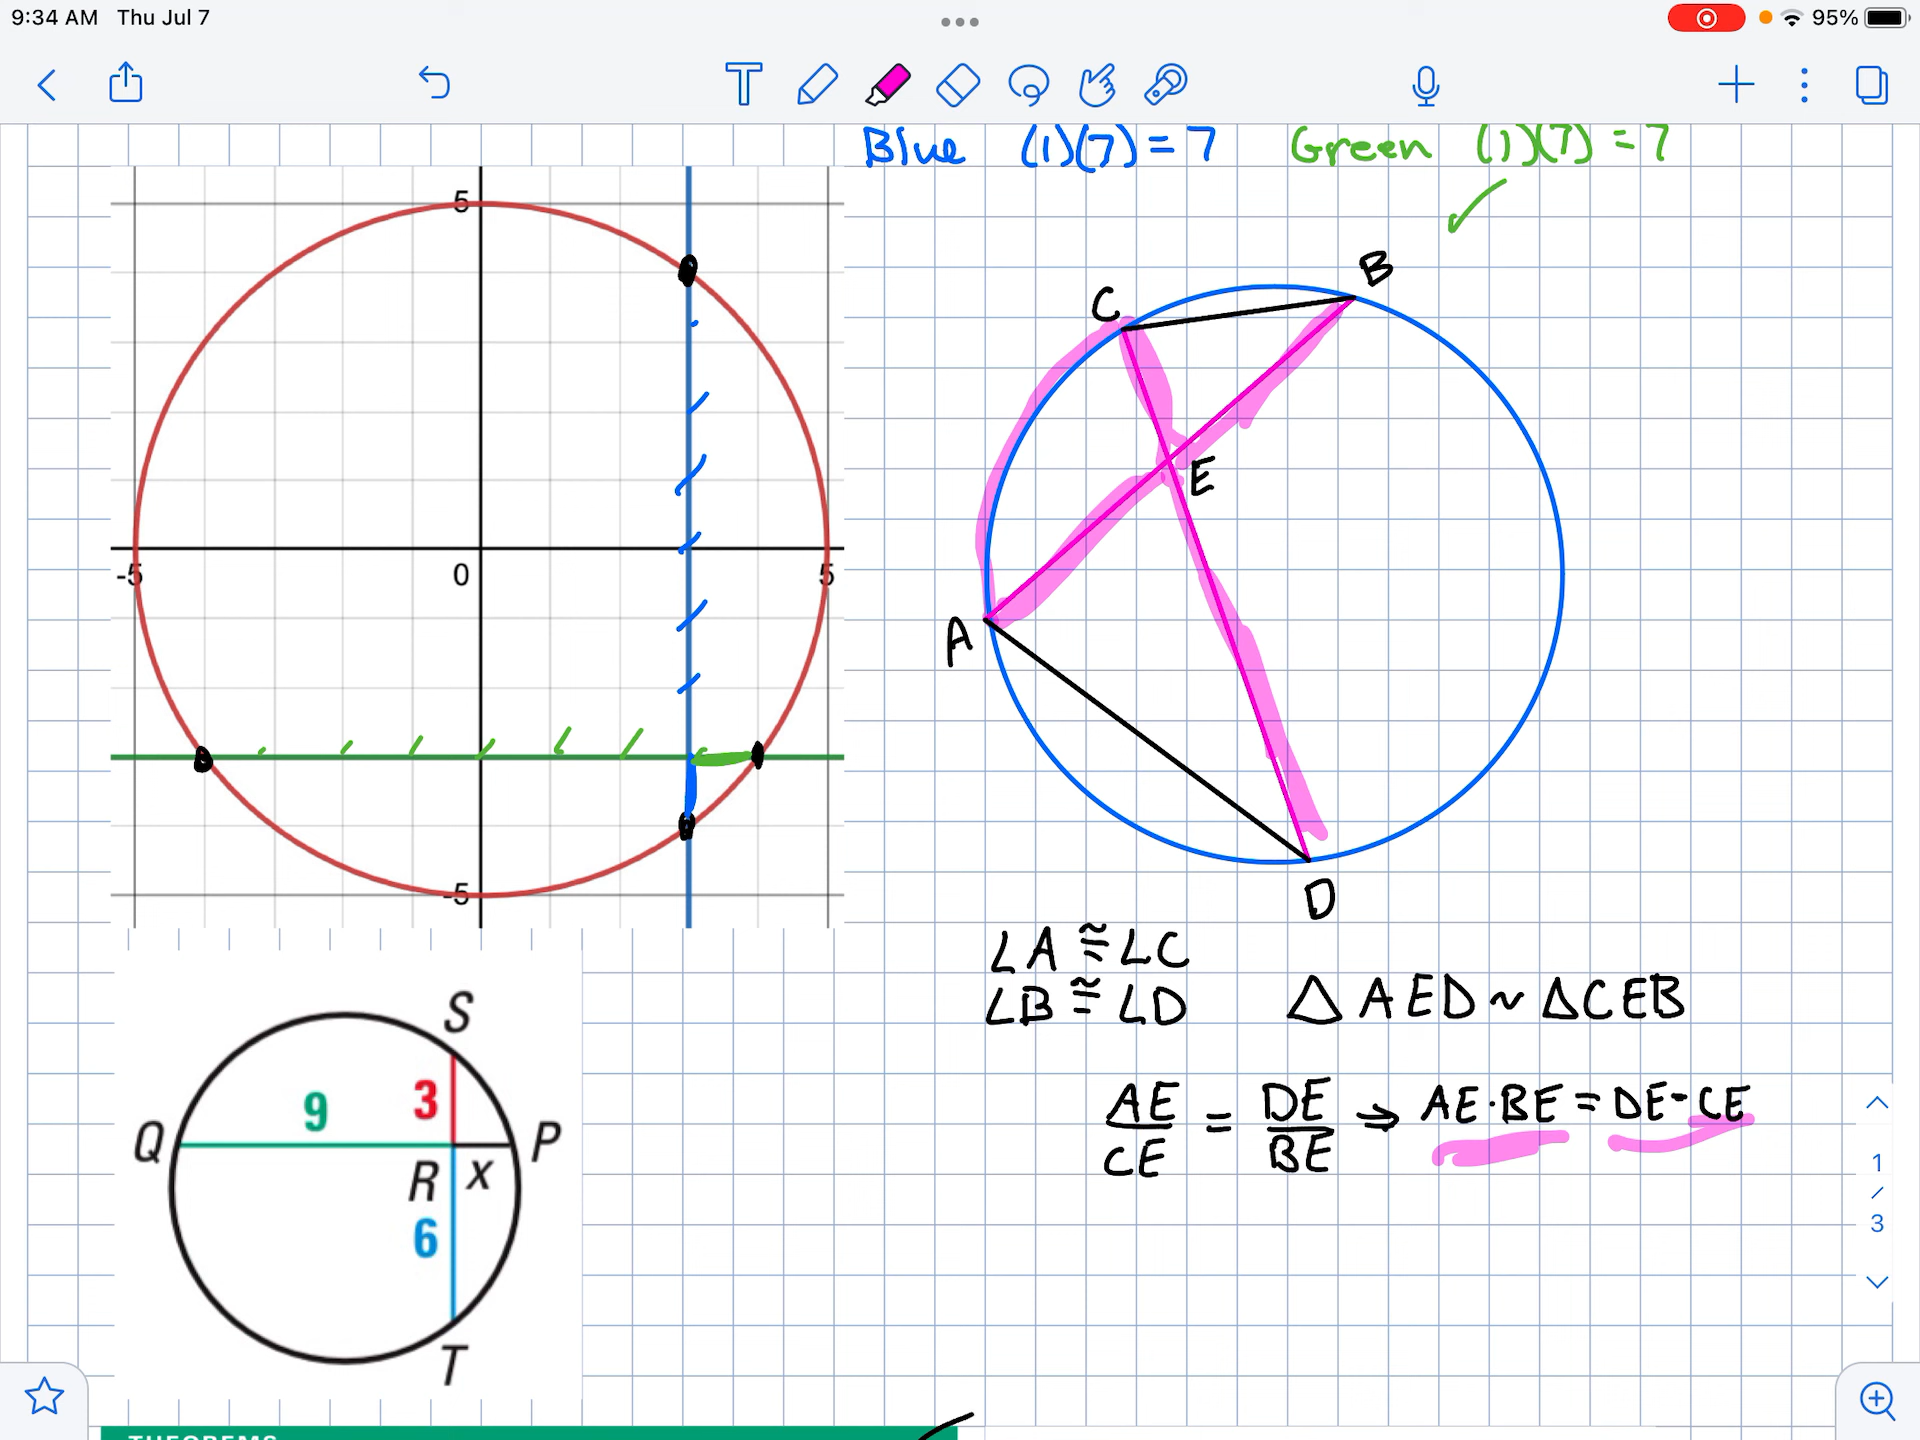 9:34 AM Thu Jul 7
95%
T
Blue (1)(7) = 7 Green (1)(7) = 7
5
-5
0
5
-5
B
C
E
A
D
∠A ≅ ∠C
∠B ≅ ∠D △AED ~ △CEB
AE/CE = DE/BE ⇒ AE·BE = DE·CE
S
9
3
Q
P
R
x
6
T
1
/
3
THEOREMS